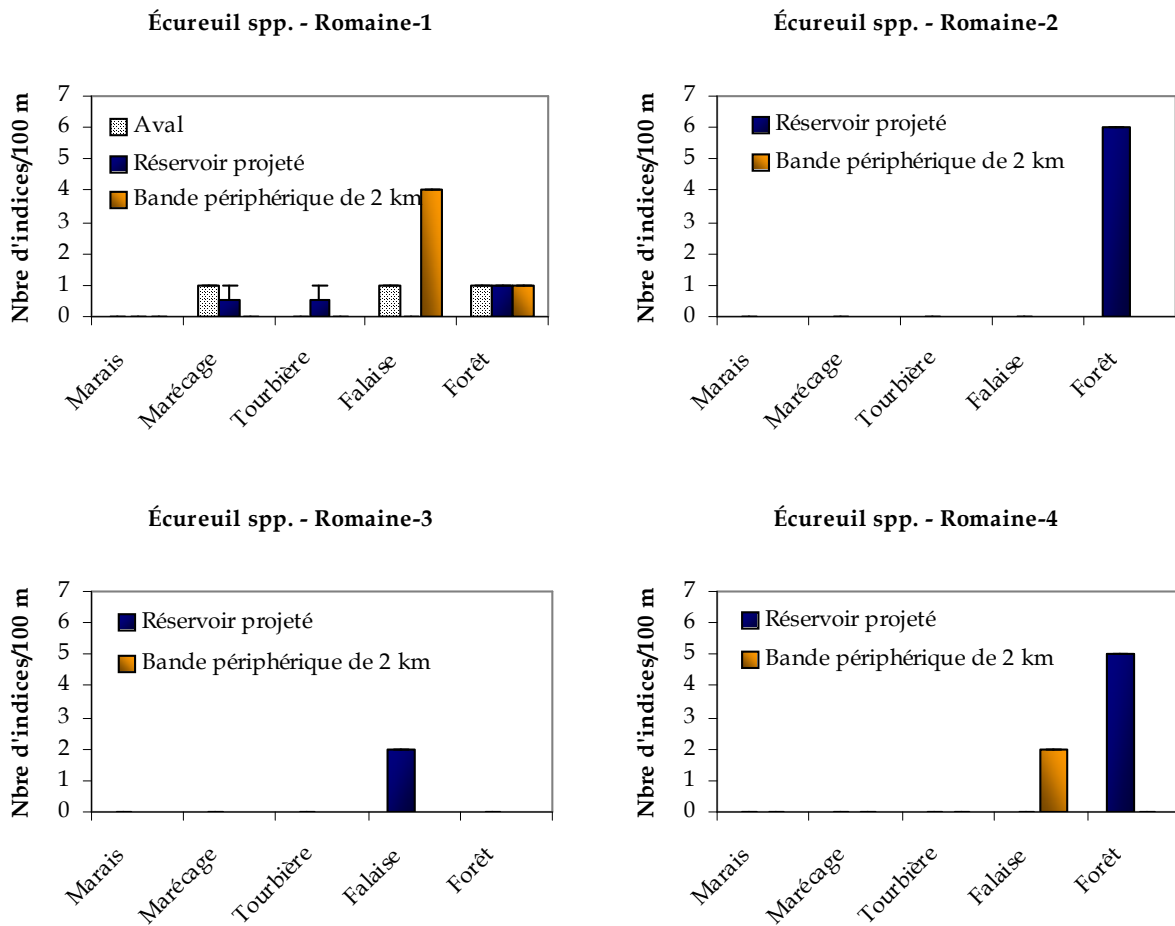 Écureuil spp. - Romaine-1
Nbre d'indices/100 m
7
6
5
4
3
2
1
0
Aval
Réservoir projeté
Bande périphérique de 2 km
Marais
Marécage
Tourbière
Falaise
Forêt
Écureuil spp. - Romaine-2
Nbre d'indices/100 m
7
6
5
4
3
2
1
0
Réservoir projeté
Bande périphérique de 2 km
Marais
Marécage
Tourbière
Falaise
Forêt
Écureuil spp. - Romaine-3
Nbre d'indices/100 m
7
6
5
4
3
2
1
0
Réservoir projeté
Bande périphérique de 2 km
Marais
Marécage
Tourbière
Falaise
Forêt
Écureuil spp. - Romaine-4
Nbre d'indices/100 m
7
6
5
4
3
2
1
0
Réservoir projeté
Bande périphérique de 2 km
Marais
Marécage
Tourbière
Falaise
Forêt